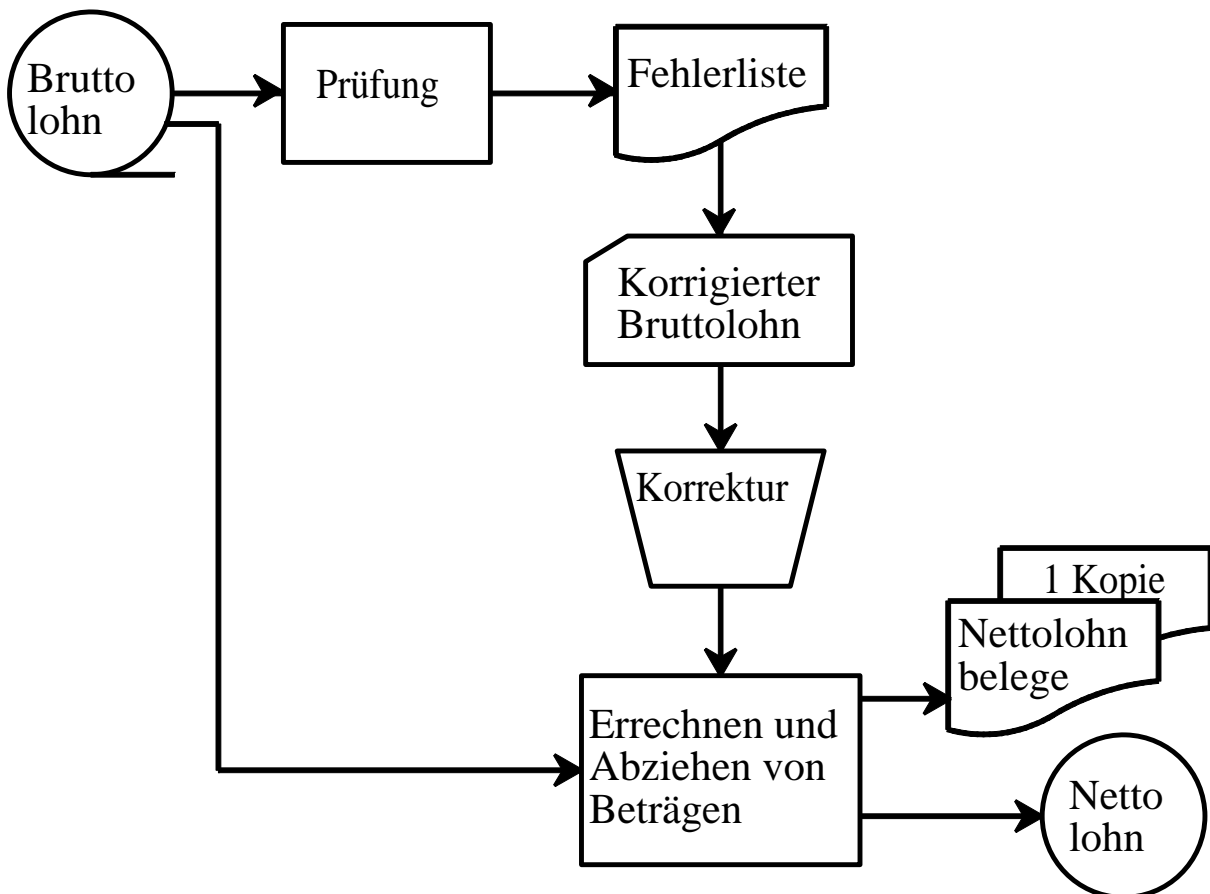 Brutto
lohn
Prüfung
Fehlerliste
Korrigierter
Bruttolohn
Korrektur
1 Kopie
Nettolohn
belege
Errechnen und
Abziehen von
Beträgen
Netto
lohn